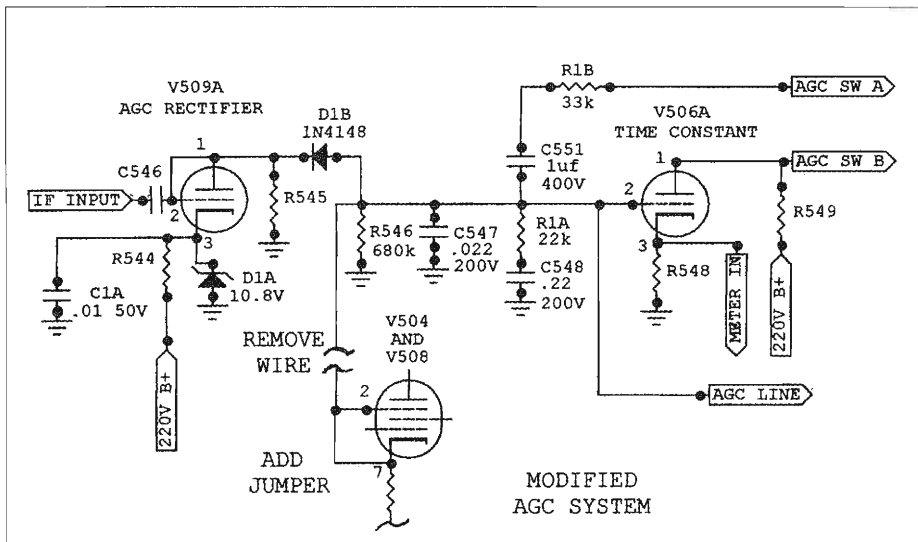 V509A
AGC RECTIFIER
D1B
1N4148
R1B
33k
AGC SW A
V506A
TIME CONSTANT
C551
1uf
400V
1
AGC SW B
1
C546
IF INPUT
2
R545
2
R549
R546
680k
C547
.022
200V
R1A
22k
C548
.22
200V
3
R544
3
R548
D1A
10.8V
C1A
.01 50V
METER IN
220V B+
REMOVE
WIRE
V504
AND
V508
220V B+
2
AGC LINE
ADD
JUMPER
7
MODIFIED
AGC SYSTEM